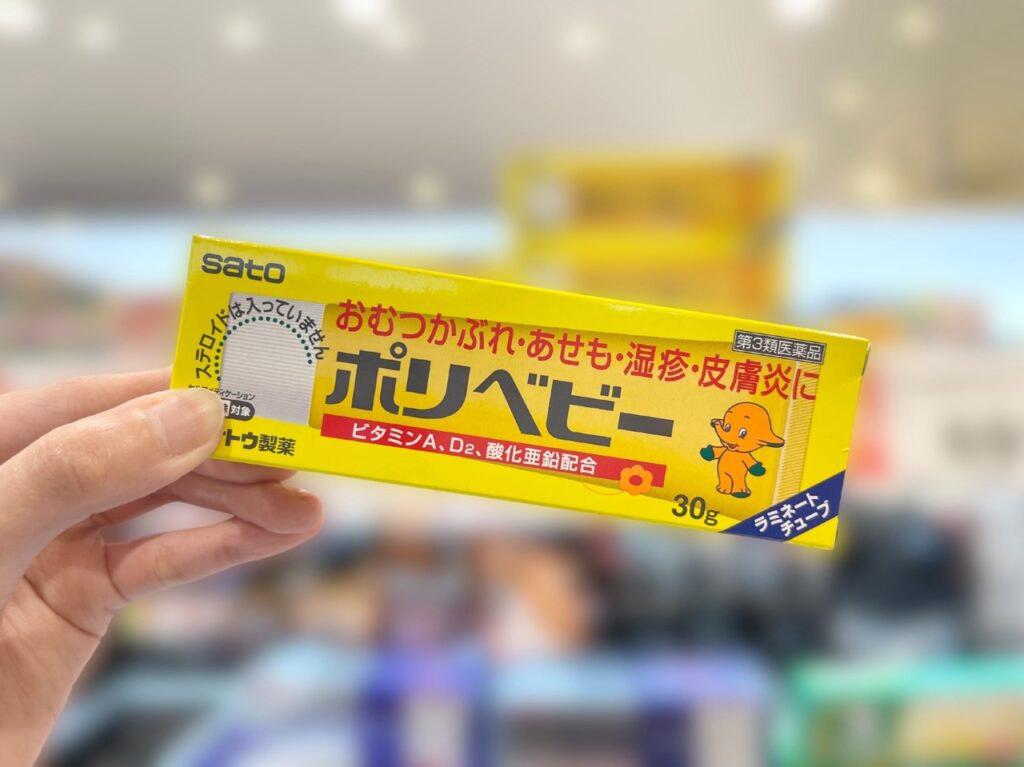 sato
ステロイドは入っていません
おむつかぶれ・あせも・湿疹・皮膚炎に
第3類医薬品
ポリベビー
ビタミンA、D2、酸化亜鉛配合
対象
トウ製薬
30g
ラミネート
チューブ